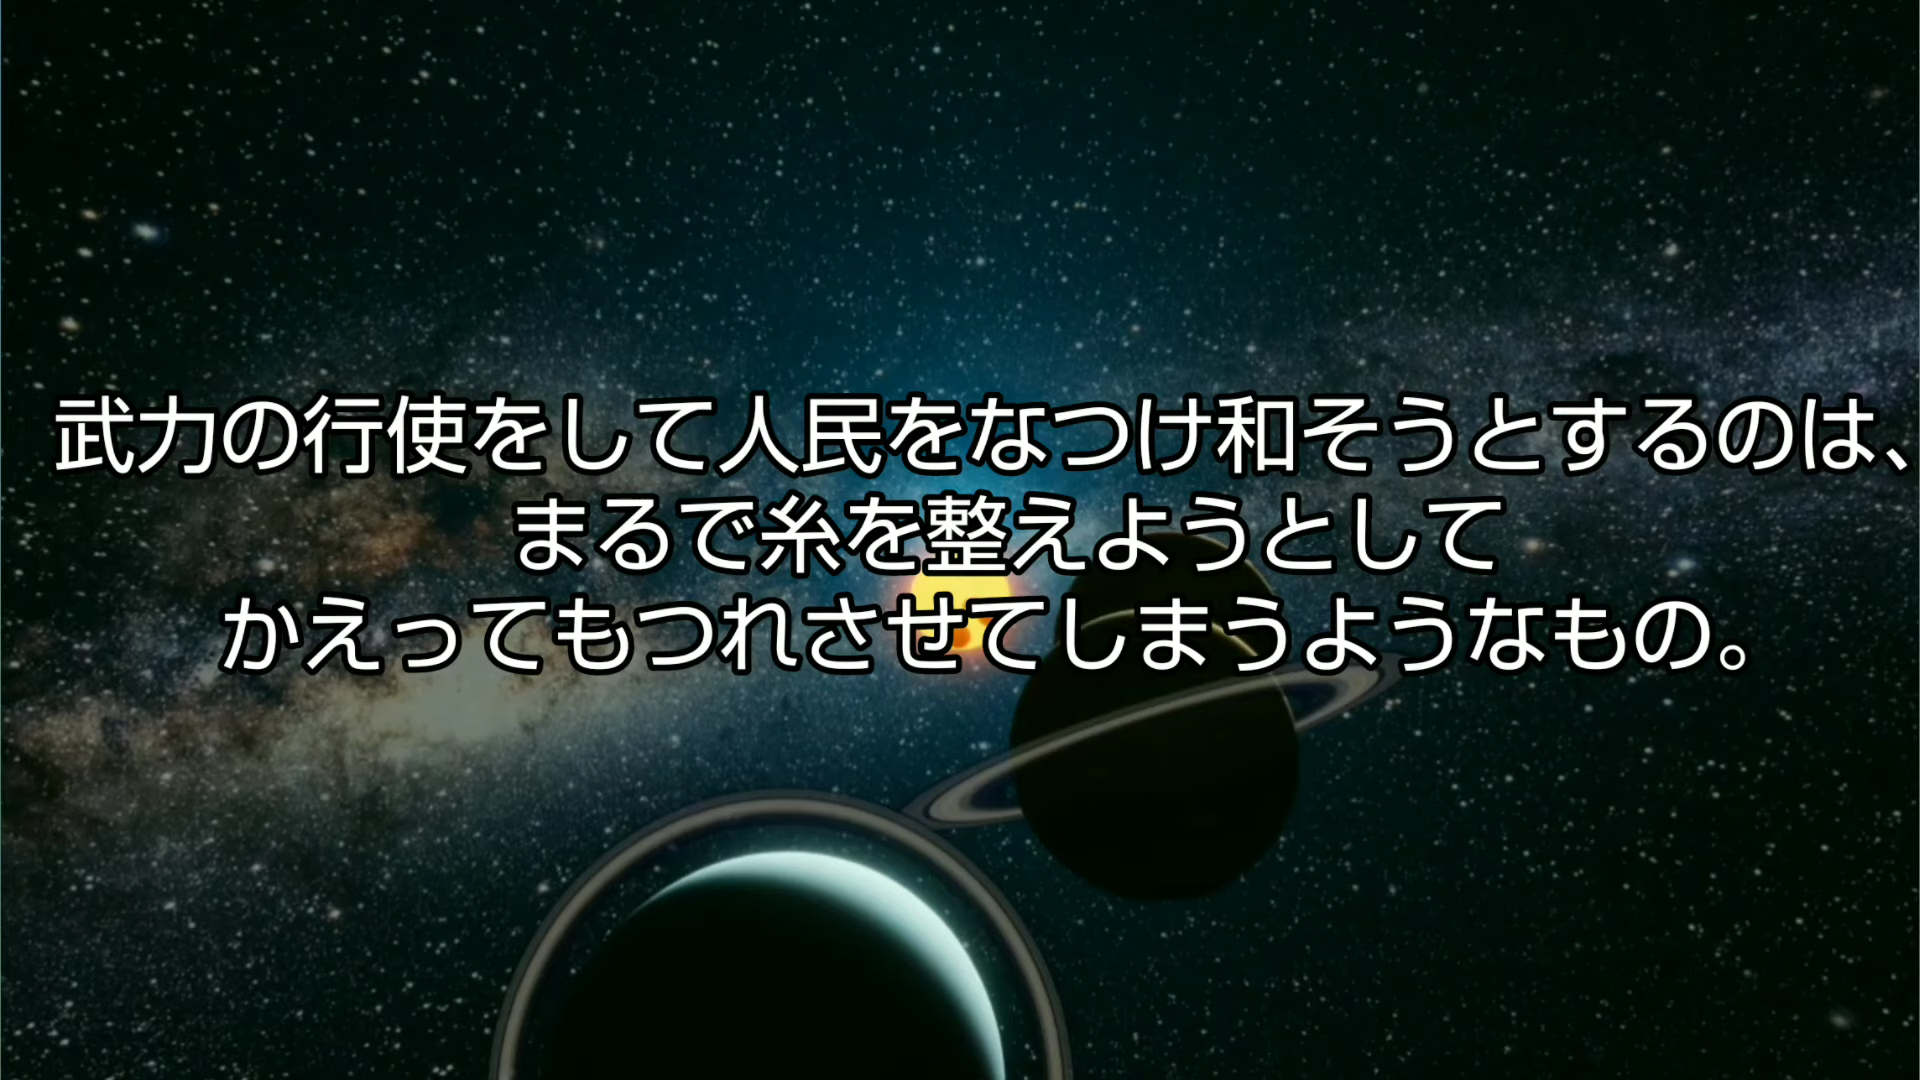 武力の行使をして人民をなつけ和そうとするのは、
まるで糸を整えようとして
かえってもつれさせてしまうようなもの。